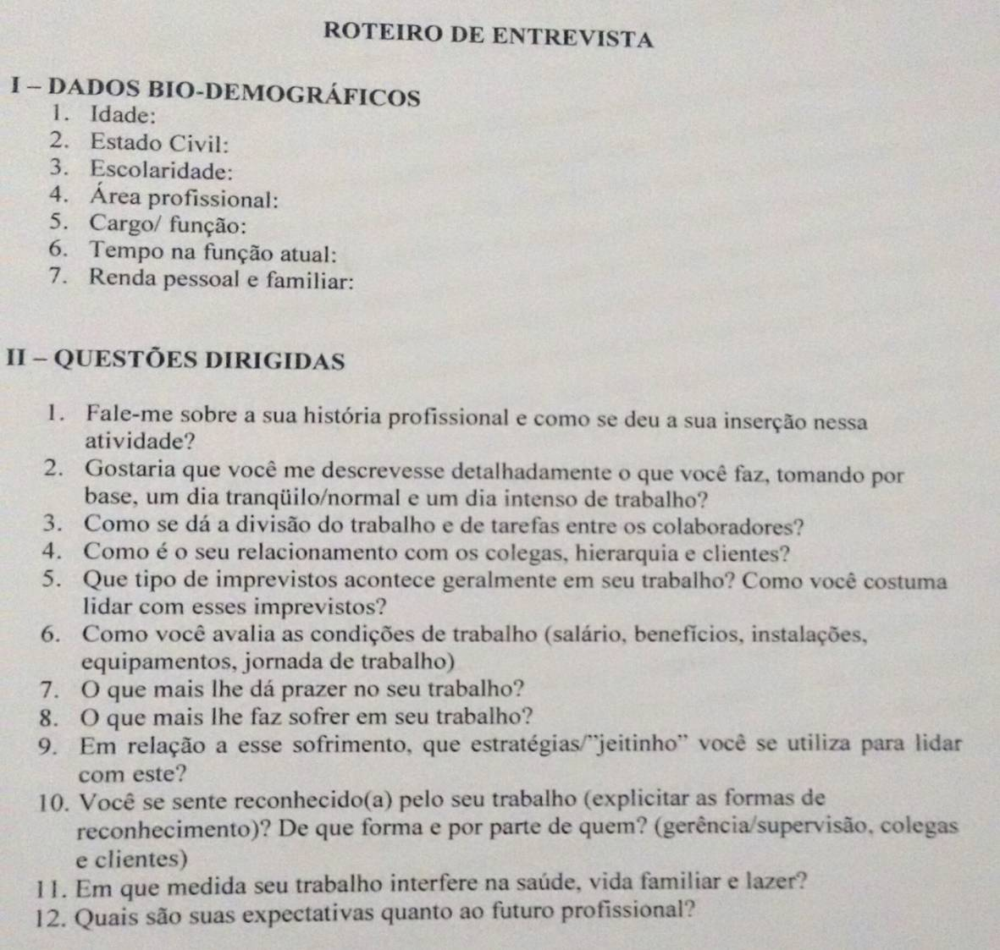 ROTEIRO DE ENTREVISTA
I – DADOS BIO-DEMOGRÁFICOS
1. Idade:
2. Estado Civil:
3. Escolaridade:
4. Área profissional:
5. Cargo/ função:
6. Tempo na função atual:
7. Renda pessoal e familiar:
II – QUESTÕES DIRIGIDAS
1. Fale-me sobre a sua história profissional e como se deu a sua inserção nessa
atividade?
2. Gostaria que você me descrevesse detalhadamente o que você faz, tomando por
base, um dia tranqüilo/normal e um dia intenso de trabalho?
3. Como se dá a divisão do trabalho e de tarefas entre os colaboradores?
4. Como é o seu relacionamento com os colegas, hierarquia e clientes?
5. Que tipo de imprevistos acontece geralmente em seu trabalho? Como você costuma
lidar com esses imprevistos?
6. Como você avalia as condições de trabalho (salário, benefícios, instalações,
equipamentos, jornada de trabalho)
7. O que mais lhe dá prazer no seu trabalho?
8. O que mais lhe faz sofrer em seu trabalho?
9. Em relação a esse sofrimento, que estratégias/”jeitinho” você se utiliza para lidar
com este?
10. Você se sente reconhecido(a) pelo seu trabalho (explicitar as formas de
reconhecimento)? De que forma e por parte de quem? (gerência/supervisão, colegas
e clientes)
11. Em que medida seu trabalho interfere na saúde, vida familiar e lazer?
12. Quais são suas expectativas quanto ao futuro profissional?